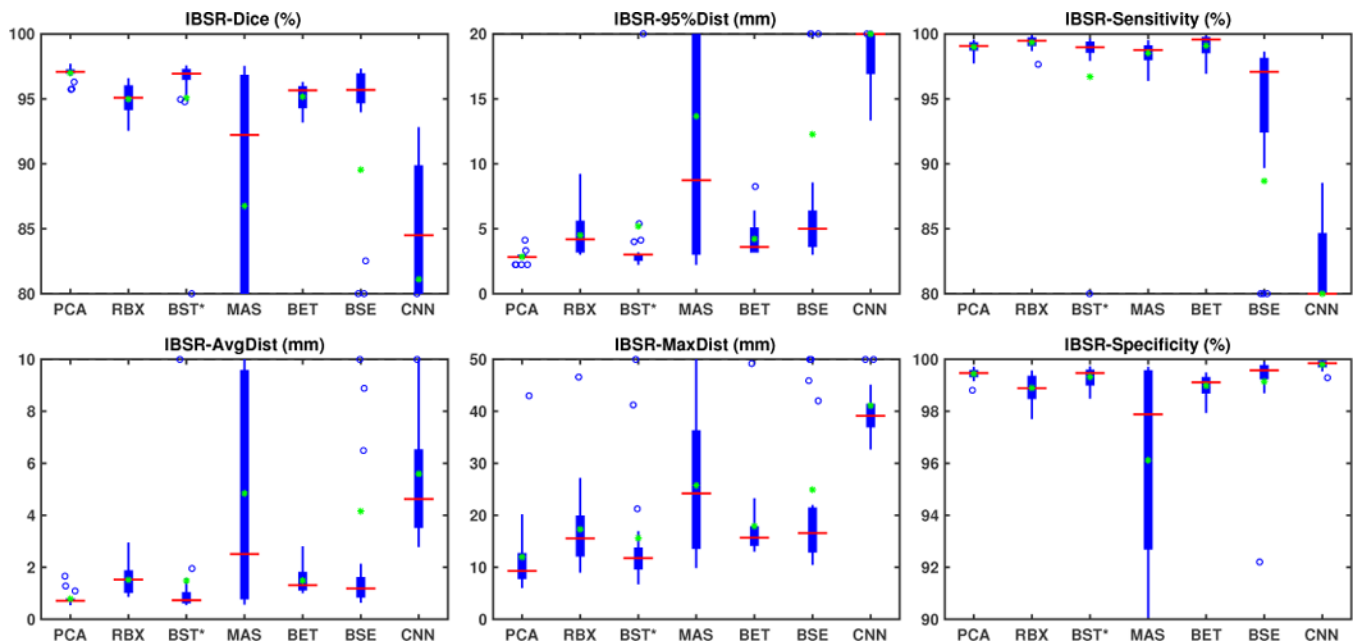 IBSR-Dice (%)
100
95
90
85
80
PCA RBX BST* MAS BET BSE CNN
IBSR-95%Dist (mm)
20
15
10
5
0
PCA RBX BST* MAS BET BSE CNN
IBSR-Sensitivity (%)
100
95
90
85
80
PCA RBX BST* MAS BET BSE CNN
IBSR-AvgDist (mm)
10
8
6
4
2
0
PCA RBX BST* MAS BET BSE CNN
IBSR-MaxDist (mm)
50
40
30
20
10
0
PCA RBX BST* MAS BET BSE CNN
IBSR-Specificity (%)
100
98
96
94
92
90
PCA RBX BST* MAS BET BSE CNN